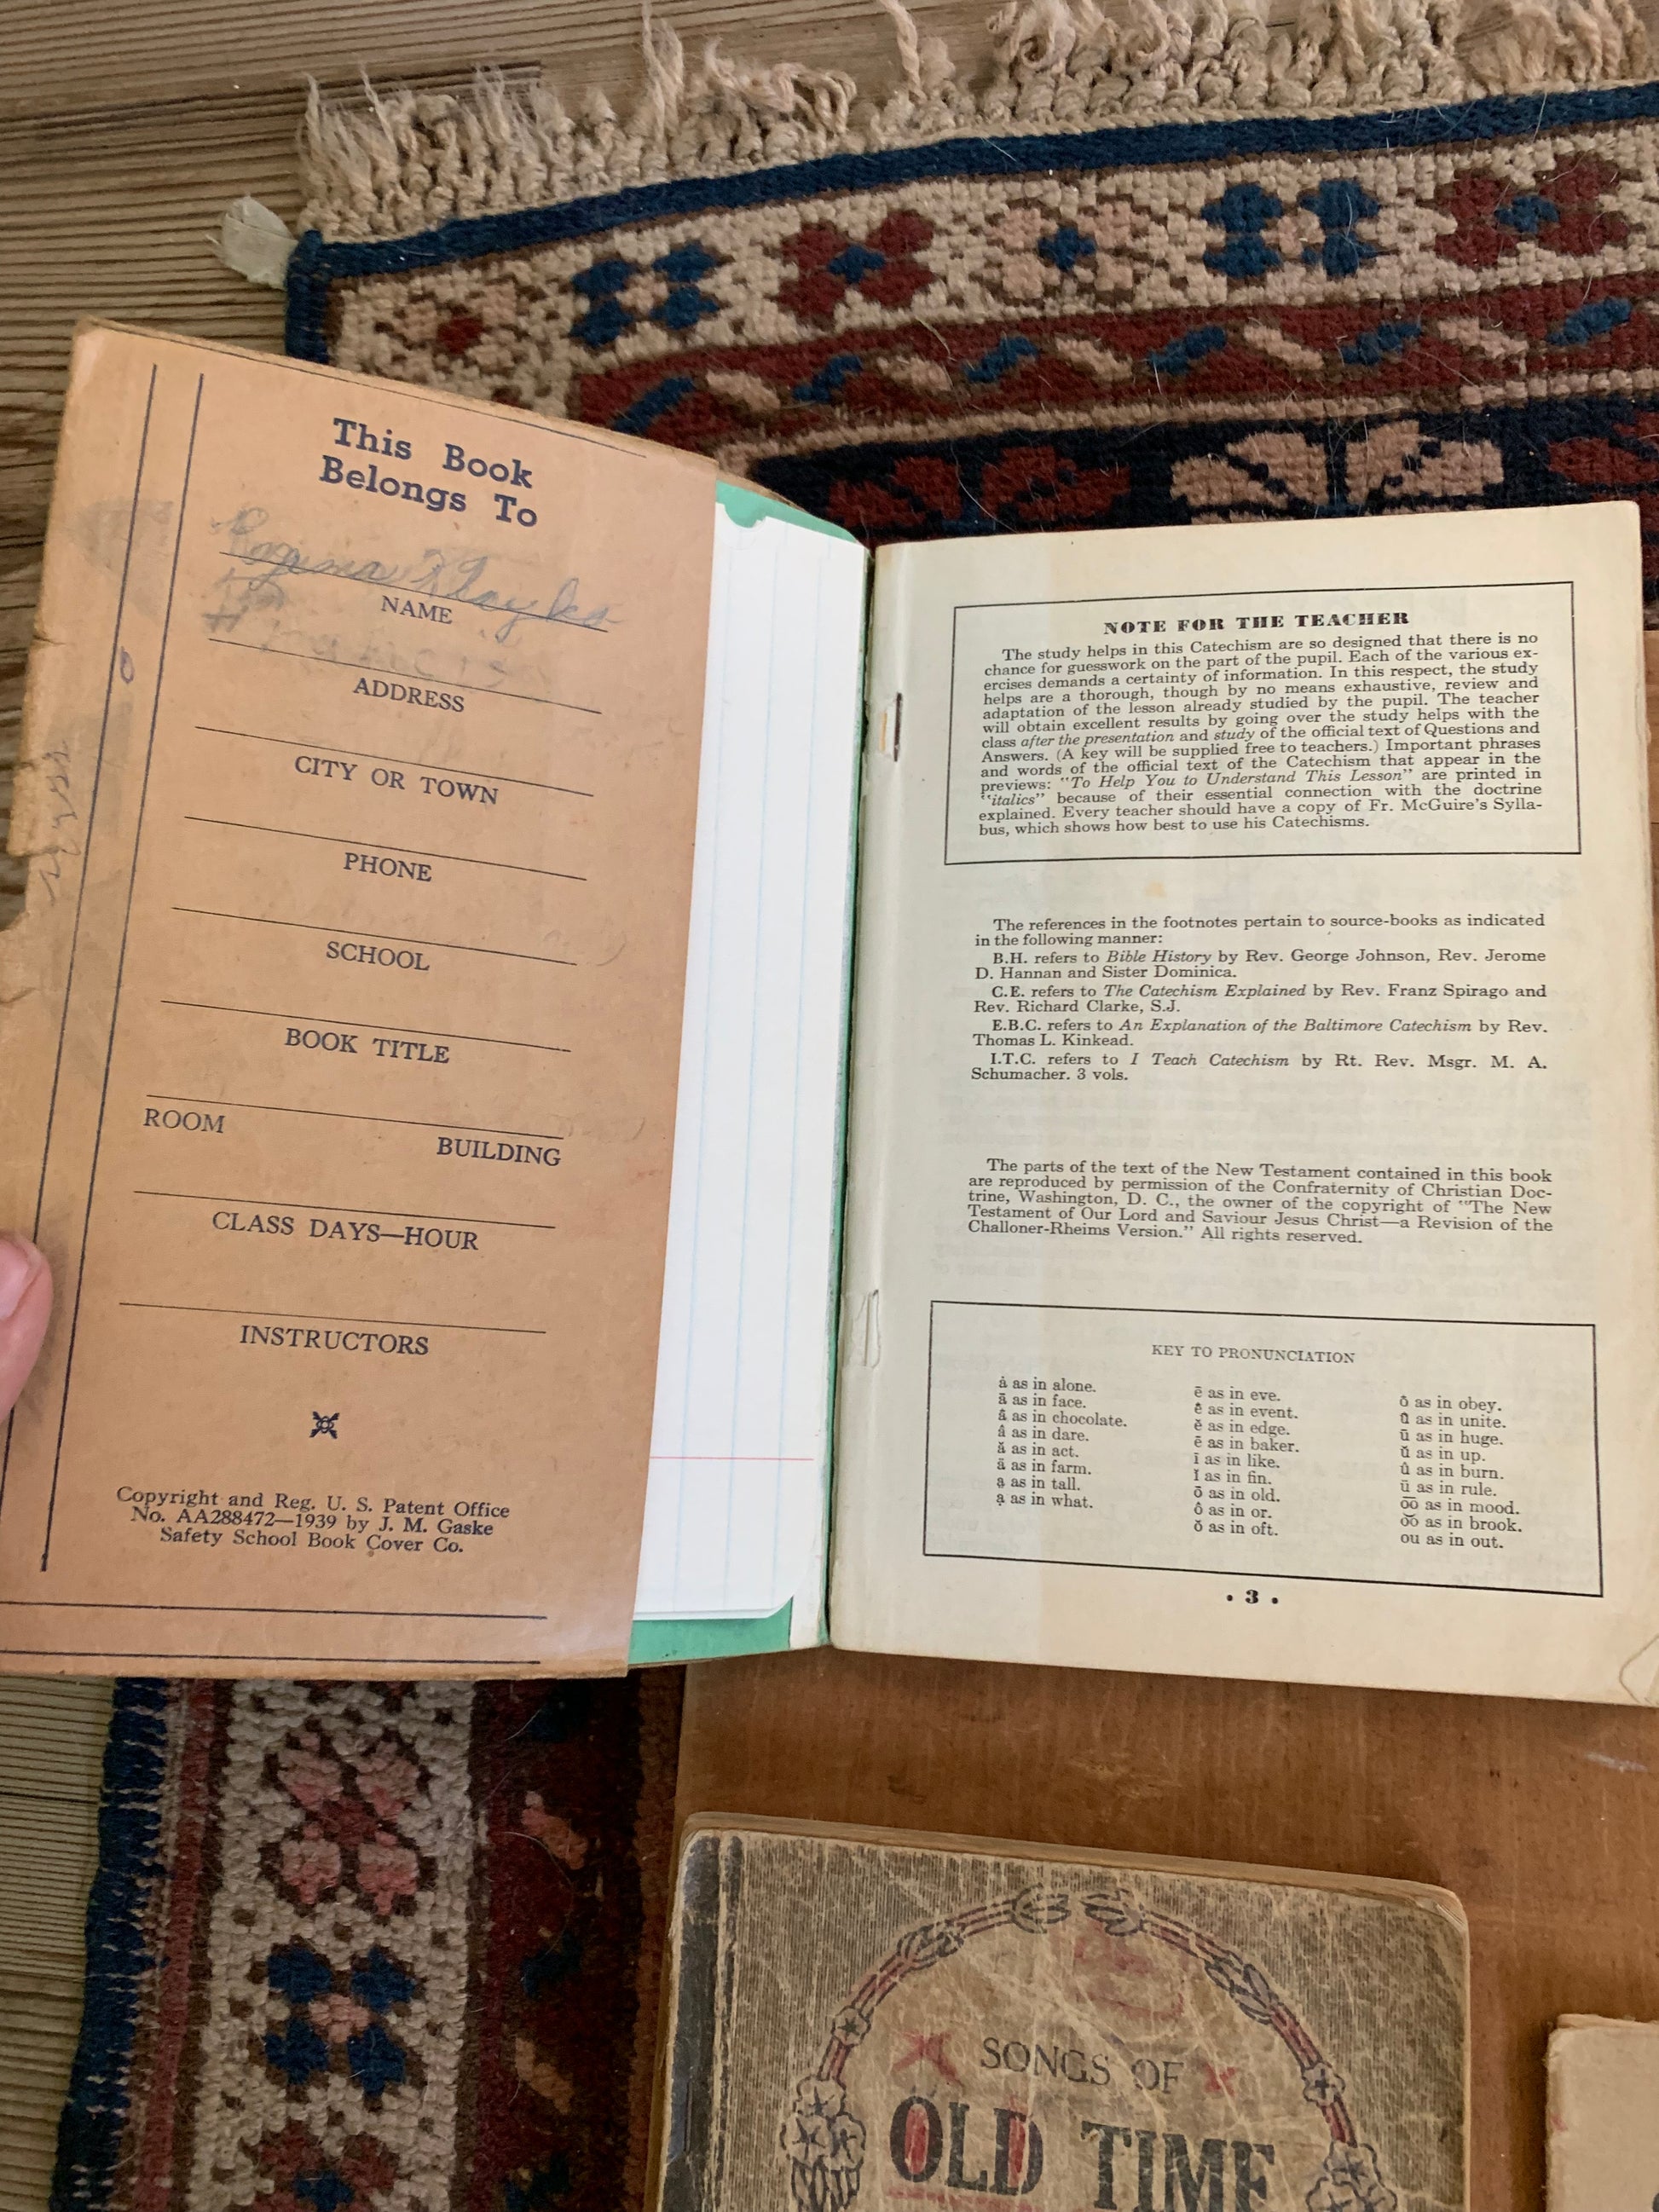 This Book
Belongs To
Regina
NAME
ADDRESS
CITY OR TOWN
PHONE
SCHOOL
BOOK TITLE
ROOM BUILDING
CLASS DAYS—HOUR
INSTRUCTORS
Copyright and Reg. U. S. Patent Office
No. AA288472—1939 by J. M. Gaske
Safety School Book Cover Co.
NOTE FOR THE TEACHER
The study helps in this Catechism are so designed that there is no
chance for guesswork on the part of the pupil. Each of the various ex-
ercises demands a certainty of information. In this respect, the study
helps are a thorough, though by no means exhaustive, review and
adaptation of the lesson already studied by the pupil. The teacher
will obtain excellent results by going over the study helps with the
class after the presentation and study of the official text of Questions and
Answers. (A key will be supplied free to teachers.) Important phrases
and words of the official text of the Catechism that appear in the
previews: "To Help You to Understand This Lesson" are printed in
"italics" because of their essential connection with the doctrine
explained. Every teacher should have a copy of Fr. McGuire's Sylla-
bus, which shows how best to use his Catechisms.
The references in the footnotes pertain to source-books as indicated
in the following manner:
B.H. refers to Bible History by Rev. George Johnson, Rev. Jerome
D. Hannan and Sister Dominica.
C.E. refers to The Catechism Explained by Rev. Franz Spirago and
Rev. Richard Clarke, S.J.
E.B.C. refers to An Explanation of the Baltimore Catechism by Rev.
Thomas L. Kinkead.
I.T.C. refers to I Teach Catechism by Rt. Rev. Msgr. M. A.
Schumacher. 3 vols.
The parts of the text of the New Testament contained in this book
are reproduced by permission of the Confraternity of Christian Doc-
trine, Washington, D. C., the owner of the copyright of "The New
Testament of Our Lord and Saviour Jesus Christ—a Revision of the
Challoner-Rheims Version." All rights reserved.
KEY TO PRONUNCIATION
ȧ as in alone.
ā as in face.
ȧ̂ as in chocolate.
â as in dare.
ă as in act.
ä as in farm.
ạ as in tall.
ạ as in what.
ē as in eve.
ê as in event.
ĕ as in edge.
ẽ as in baker.
ī as in like.
ĭ as in fin.
ō as in old.
ô as in or.
ŏ as in oft.
ô as in obey.
û as in unite.
ū as in huge.
ŭ as in up.
û as in burn.
ü as in rule.
o͞o as in mood.
o͝o as in brook.
ou as in out.
• 3 •
SONGS OF
OLD TIME